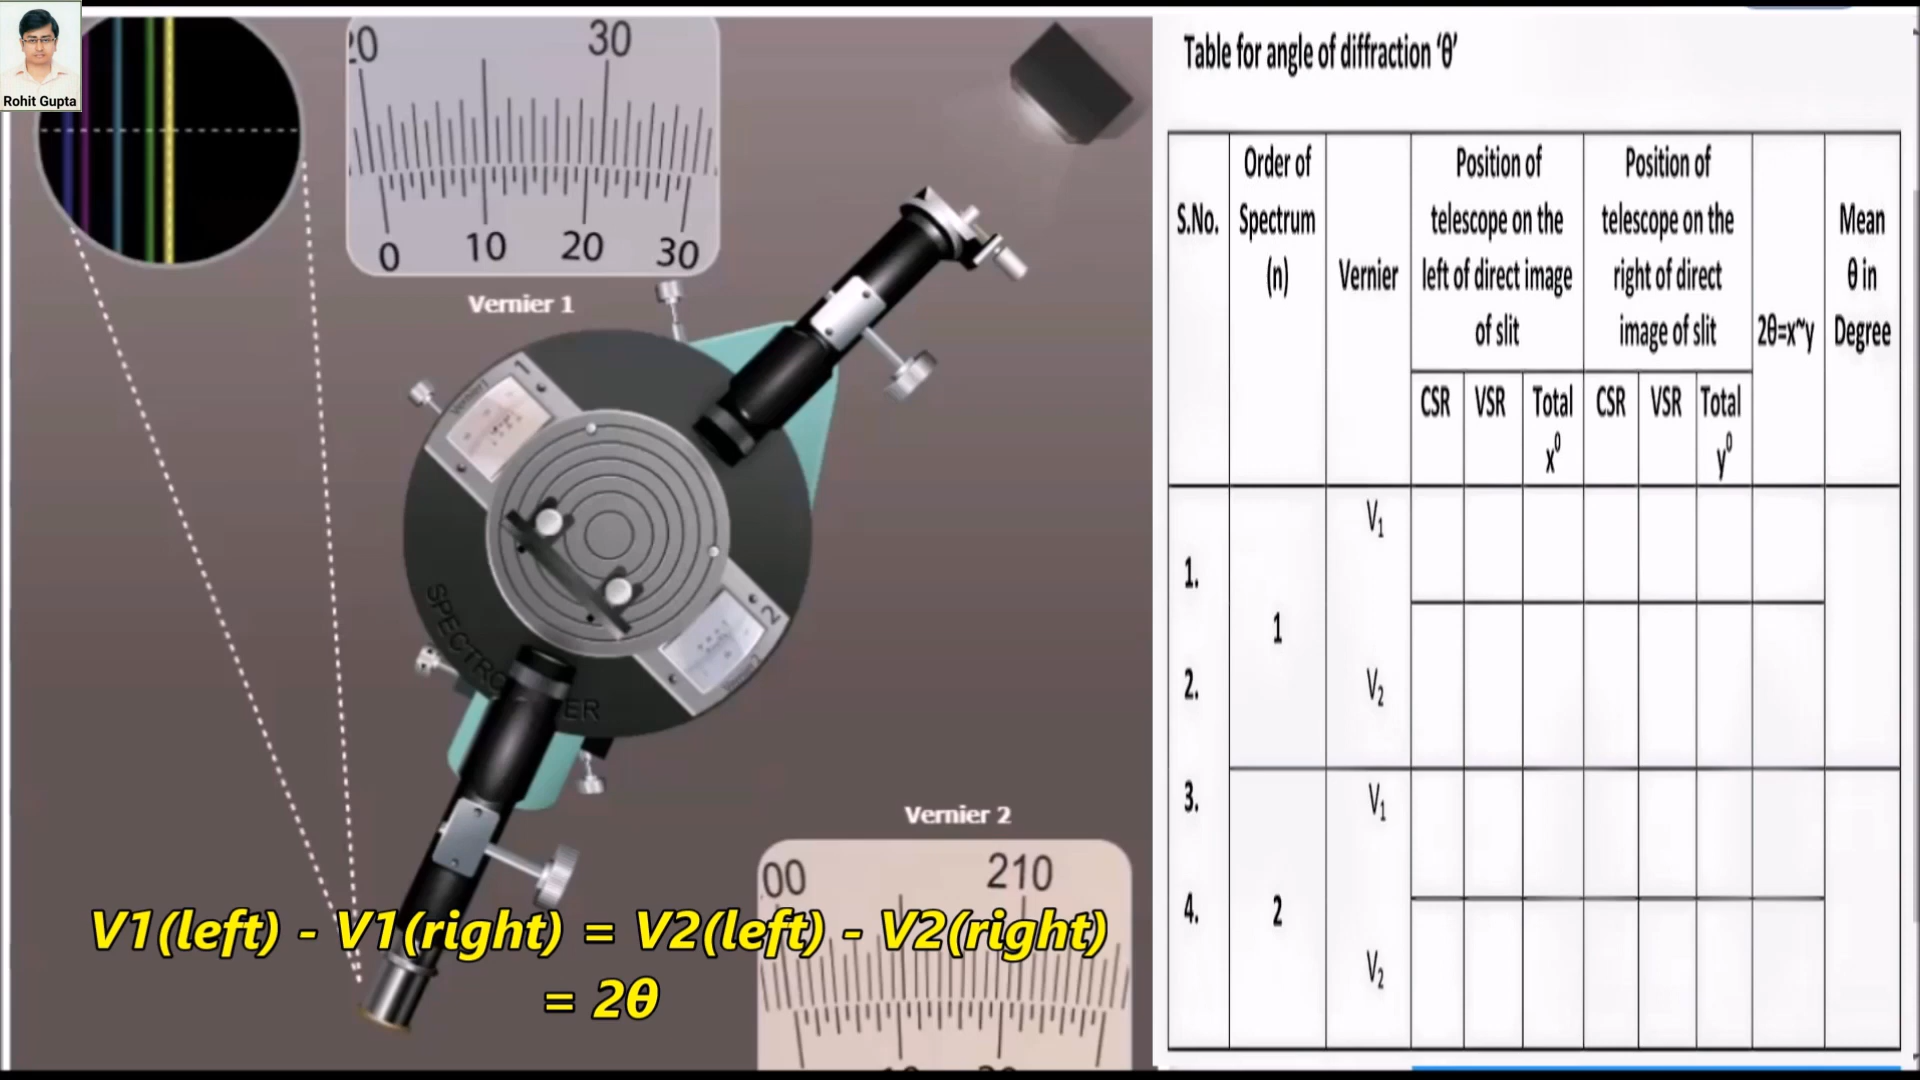 Rohit Gupta
20 30
0 10 20 30
Vernier 1
Vernier1
1
2
SPECTRO
ER
Vernier 2
00 210
V1(left) - V1(right) = V2(left) - V2(right)
= 2θ
Table for angle of diffraction ‘θ’
S.No.
Order of
Spectrum
(n)
Vernier
Position of
telescope on the
left of direct image
of slit
Position of
telescope on the
right of direct
image of slit
2θ=x~y
Mean
θ in
Degree
CSR VSR Total
x⁰
CSR VSR Total
y⁰
1.
1
V₁
2.
V₂
3.
2
V₁
4.
V₂